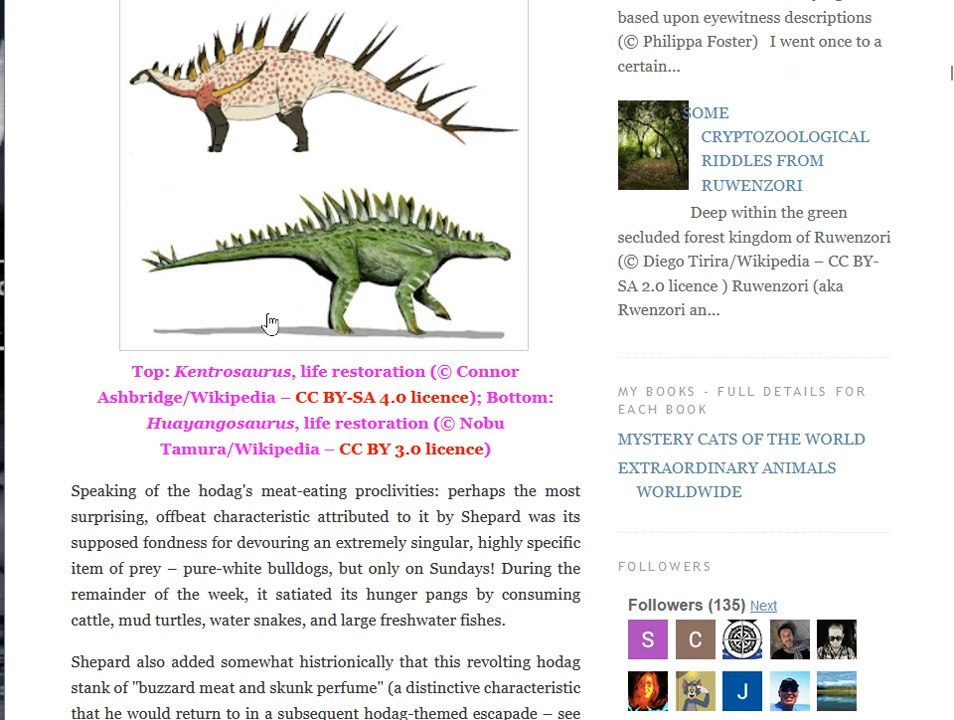 Top: Kentrosaurus, life restoration (© Connor
Ashbridge/Wikipedia – CC BY-SA 4.0 licence); Bottom:
Huayangosaurus, life restoration (© Nobu
Tamura/Wikipedia – CC BY 3.0 licence)
Speaking of the hodag's meat-eating proclivities: perhaps the most
surprising, offbeat characteristic attributed to it by Shepard was its
supposed fondness for devouring an extremely singular, highly specific
item of prey – pure-white bulldogs, but only on Sundays! During the
remainder of the week, it satiated its hunger pangs by consuming
cattle, mud turtles, water snakes, and large freshwater fishes.
Shepard also added somewhat histrionically that this revolting hodag
stank of "buzzard meat and skunk perfume" (a distinctive characteristic
that he would return to in a subsequent hodag-themed escapade – see
based upon eyewitness descriptions
(© Philippa Foster)   I went once to a
certain...
SOME
CRYPTOZOOLOGICAL
RIDDLES FROM
RUWENZORI
Deep within the green
secluded forest kingdom of Ruwenzori
(© Diego Tirira/Wikipedia – CC BY-
SA 2.0 licence ) Ruwenzori (aka
Rwenzori an...
MY BOOKS - FULL DETAILS FOR
EACH BOOK
MYSTERY CATS OF THE WORLD
EXTRAORDINARY ANIMALS
WORLDWIDE
FOLLOWERS
Followers (135) Next
S C
J